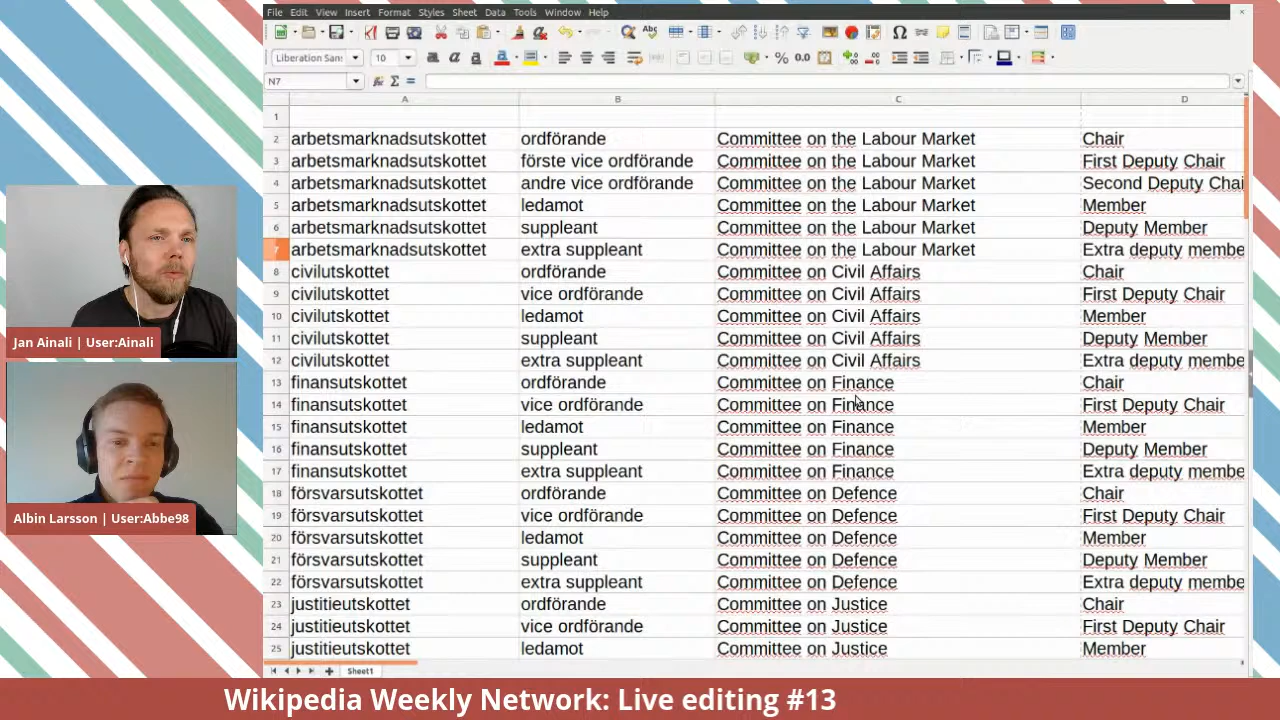 File Edit View Insert Format Styles Sheet Data Tools Window Help
Liberation Sans 10
N7
A B C D
1
2 arbetsmarknadsutskottet ordförande Committee on the Labour Market Chair
3 arbetsmarknadsutskottet förste vice ordförande Committee on the Labour Market First Deputy Chair
4 arbetsmarknadsutskottet andre vice ordförande Committee on the Labour Market Second Deputy Chai
5 arbetsmarknadsutskottet ledamot Committee on the Labour Market Member
6 arbetsmarknadsutskottet suppleant Committee on the Labour Market Deputy Member
7 arbetsmarknadsutskottet extra suppleant Committee on the Labour Market Extra deputy membe
8 civilutskottet ordförande Committee on Civil Affairs Chair
9 civilutskottet vice ordförande Committee on Civil Affairs First Deputy Chair
10 civilutskottet ledamot Committee on Civil Affairs Member
11 civilutskottet suppleant Committee on Civil Affairs Deputy Member
12 civilutskottet extra suppleant Committee on Civil Affairs Extra deputy membe
13 finansutskottet ordförande Committee on Finance Chair
14 finansutskottet vice ordförande Committee on Finance First Deputy Chair
15 finansutskottet ledamot Committee on Finance Member
16 finansutskottet suppleant Committee on Finance Deputy Member
17 finansutskottet extra suppleant Committee on Finance Extra deputy membe
18 försvarsutskottet ordförande Committee on Defence Chair
19 försvarsutskottet vice ordförande Committee on Defence First Deputy Chair
20 försvarsutskottet ledamot Committee on Defence Member
21 försvarsutskottet suppleant Committee on Defence Deputy Member
22 försvarsutskottet extra suppleant Committee on Defence Extra deputy membe
23 justitieutskottet ordförande Committee on Justice Chair
24 justitieutskottet vice ordförande Committee on Justice First Deputy Chair
25 justitieutskottet ledamot Committee on Justice Member
Sheet1
Jan Ainali | User:Ainali
Albin Larsson | User:Abbe98
Wikipedia Weekly Network: Live editing #13